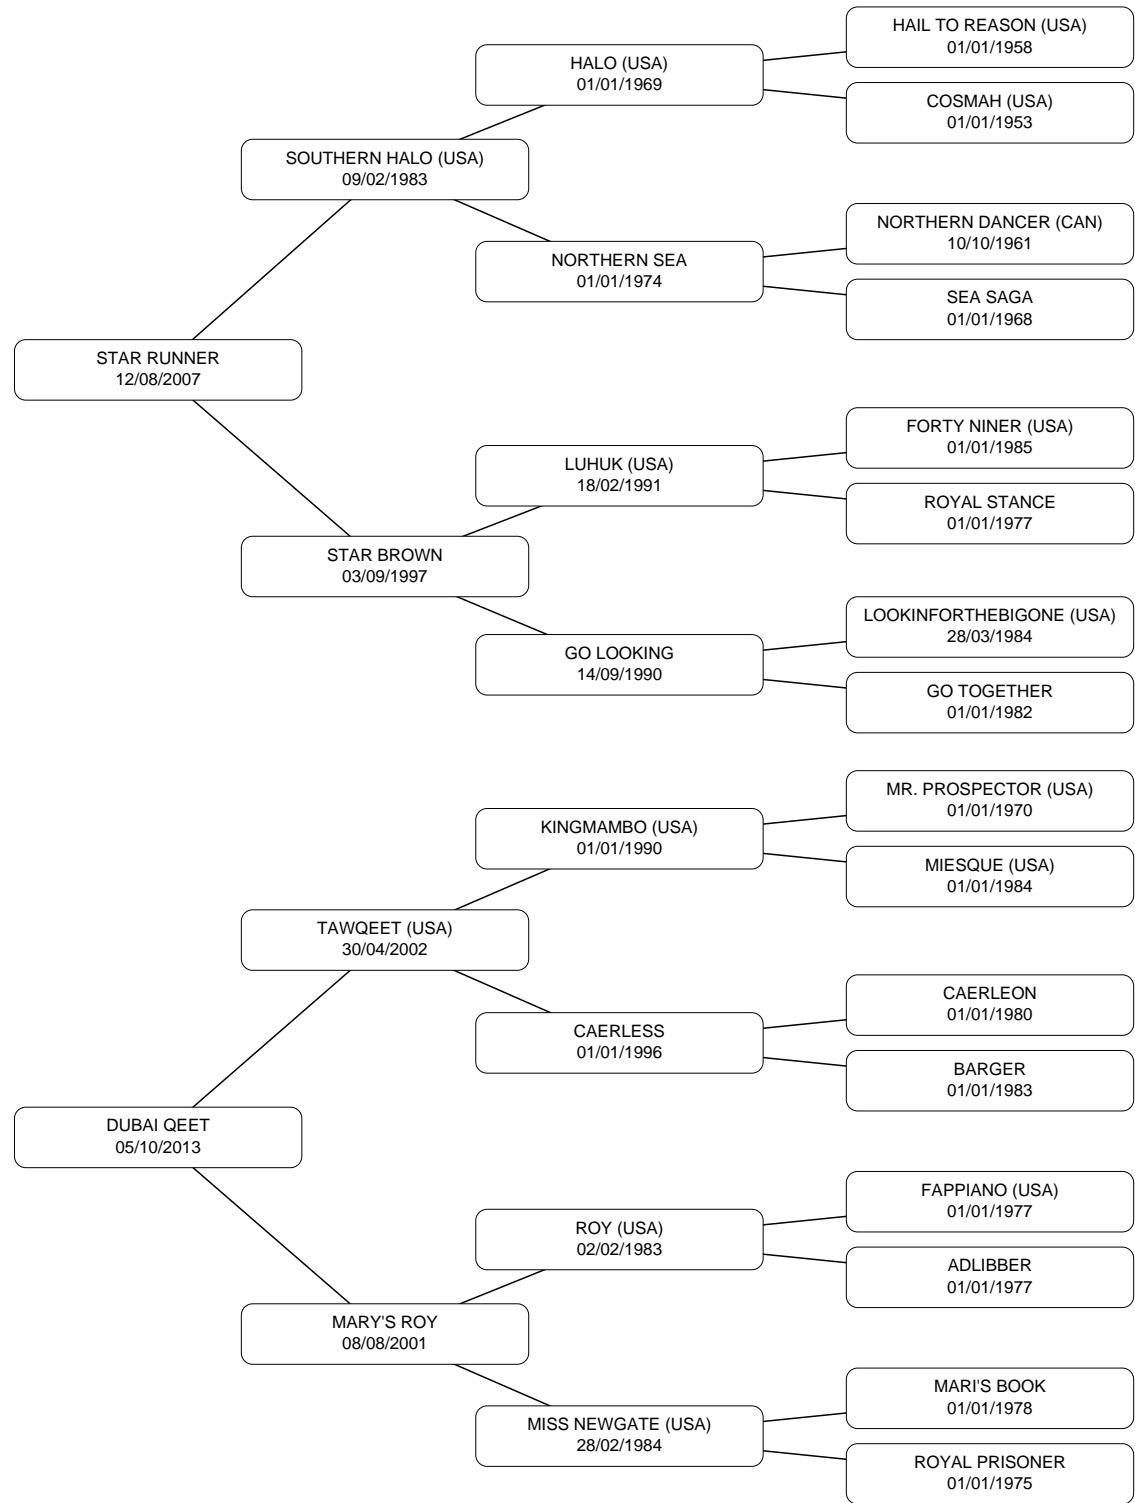 HAIL TO REASON (USA)
01/01/1958
HALO (USA)
01/01/1969
COSMAH (USA)
01/01/1953
SOUTHERN HALO (USA)
09/02/1983
NORTHERN DANCER (CAN)
10/10/1961
NORTHERN SEA
01/01/1974
SEA SAGA
01/01/1968
STAR RUNNER
12/08/2007
FORTY NINER (USA)
01/01/1985
LUHUK (USA)
18/02/1991
ROYAL STANCE
01/01/1977
STAR BROWN
03/09/1997
LOOKINFORTHEBIGONE (USA)
28/03/1984
GO LOOKING
14/09/1990
GO TOGETHER
01/01/1982
MR. PROSPECTOR (USA)
01/01/1970
KINGMAMBO (USA)
01/01/1990
MIESQUE (USA)
01/01/1984
TAWQEET (USA)
30/04/2002
CAERLEON
01/01/1980
CAERLESS
01/01/1996
BARGER
01/01/1983
DUBAI QEET
05/10/2013
FAPPIANO (USA)
01/01/1977
ROY (USA)
02/02/1983
ADLIBBER
01/01/1977
MARY'S ROY
08/08/2001
MARI'S BOOK
01/01/1978
MISS NEWGATE (USA)
28/02/1984
ROYAL PRISONER
01/01/1975